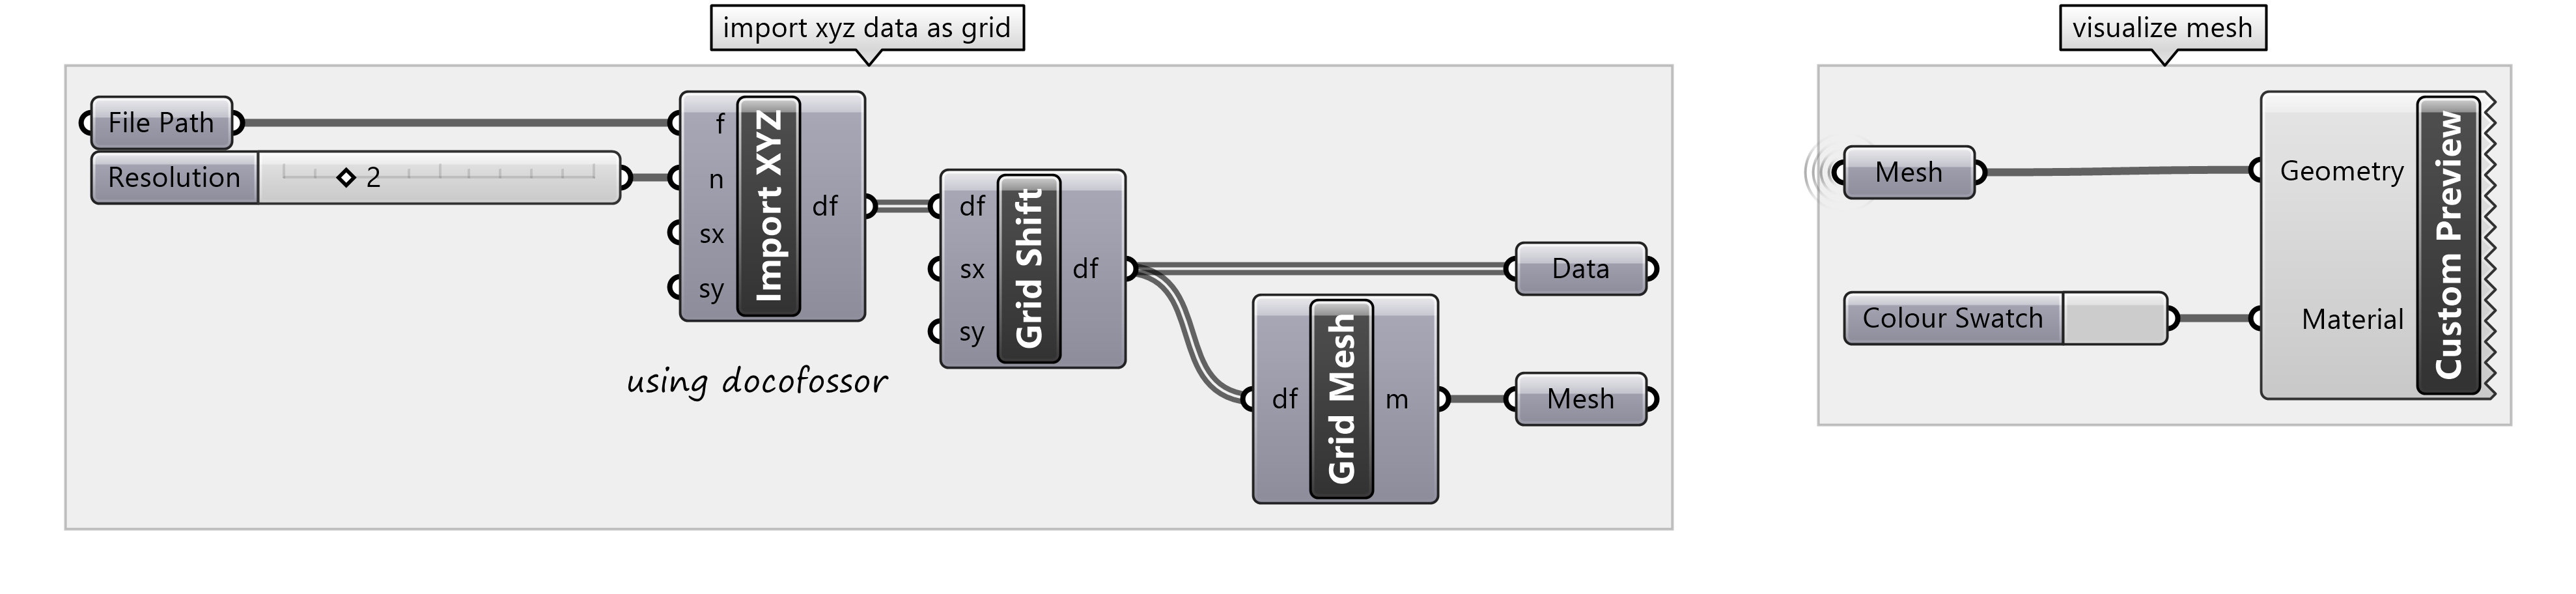 import xyz data as grid
File Path
Resolution
2
f
n
sx
sy
Import XYZ
df
df
sx
sy
Grid Shift
df
using docofossor
df
Grid Mesh
m
Data
Mesh
visualize mesh
Mesh
Colour Swatch
Geometry
Material
Custom Preview